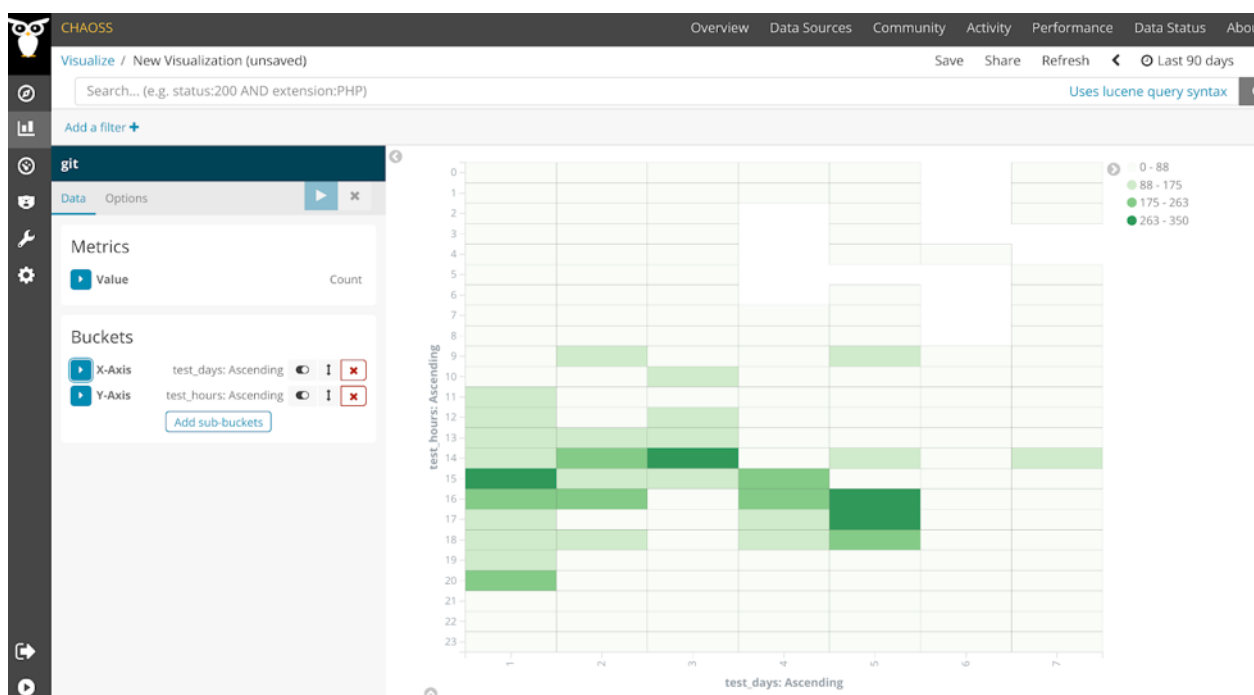 CHAOSS Overview Data Sources Community Activity Performance Data Status
Visualize / New Visualization (unsaved) Save Share Refresh Last 90 days
Search... (e.g. status:200 AND extension:PHP) Uses lucene query syntax
Add a filter +
git
Data Options
Metrics
Value Count
Buckets
X-Axis test_days: Ascending
Y-Axis test_hours: Ascending
Add sub-buckets
test_hours: Ascending
0
1
2
3
4
5
6
7
8
9
10
11
12
13
14
15
16
17
18
19
20
21
22
23
1 2 3 4 5 6 7
test_days: Ascending
0 - 88
88 - 175
175 - 263
263 - 350